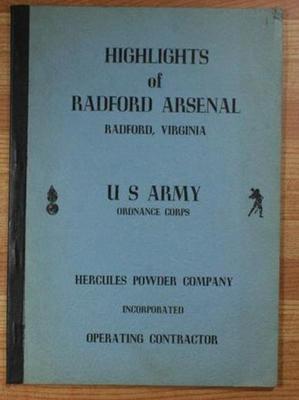 HIGHLIGHTS
of
RADFORD ARSENAL
RADFORD, VIRGINIA
U S ARMY
ORDNANCE CORPS
HERCULES POWDER COMPANY
INCORPORATED
OPERATING CONTRACTOR